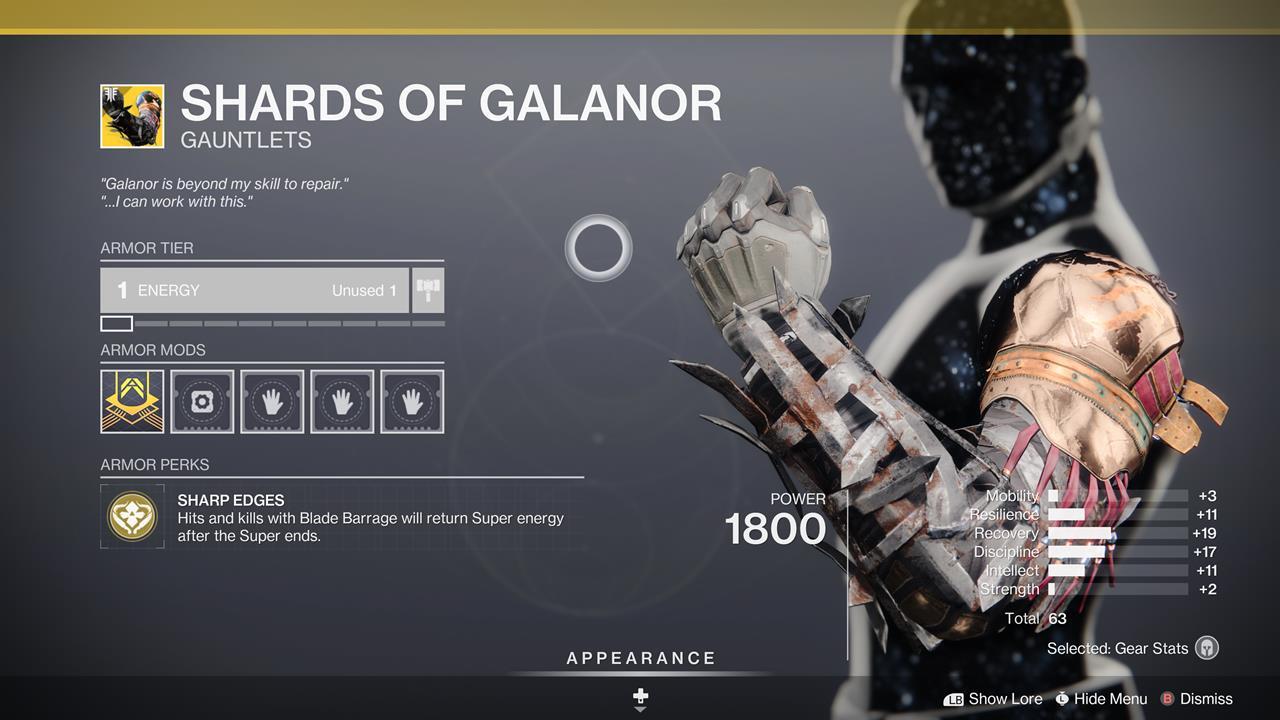 SHARDS OF GALANOR
GAUNTLETS
"Galanor is beyond my skill to repair."
"...I can work with this."
ARMOR TIER
1 ENERGY Unused 1
ARMOR MODS
ARMOR PERKS
SHARP EDGES
Hits and kills with Blade Barrage will return Super energy
after the Super ends.
POWER
1800
Mobility +3
Resilience +11
Recovery +19
Discipline +17
Intellect +11
Strength +2
Total 63
Selected: Gear Stats
APPEARANCE
LB Show Lore L Hide Menu B Dismiss